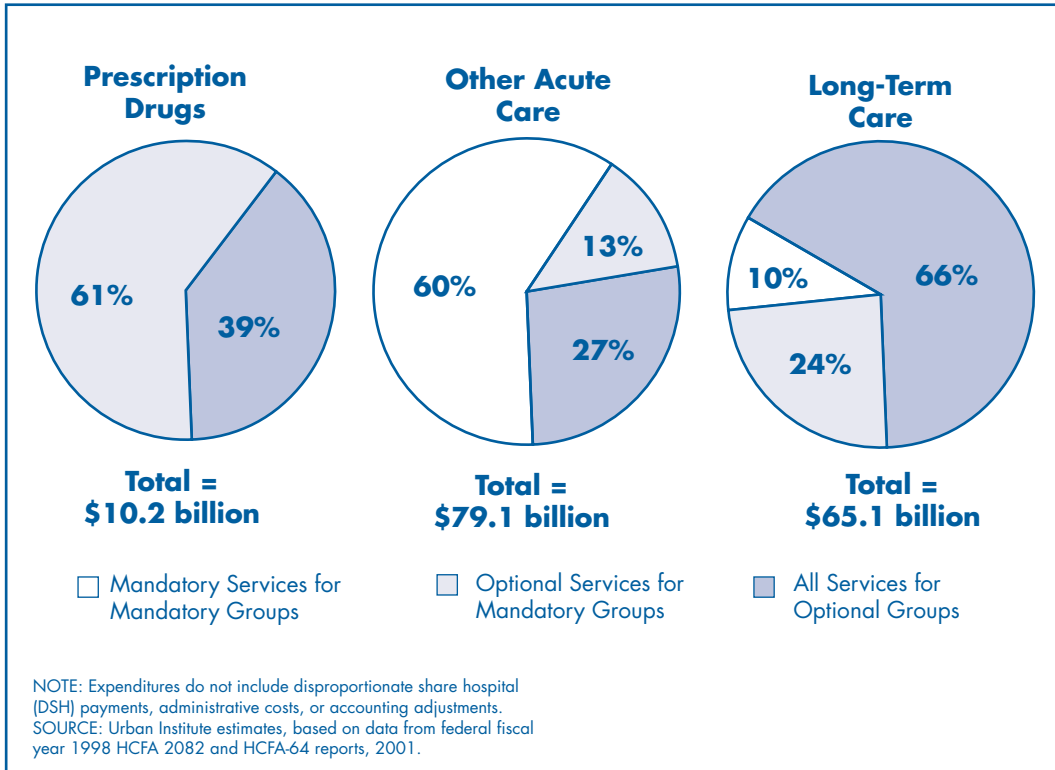 Prescription
Drugs
61%
39%
Total =
$10.2 billion
Other Acute
Care
60%
13%
27%
Total =
$79.1 billion
Long-Term
Care
10%
66%
24%
Total =
$65.1 billion
Mandatory Services for
Mandatory Groups
Optional Services for
Mandatory Groups
All Services for
Optional Groups
NOTE: Expenditures do not include disproportionate share hospital
(DSH) payments, administrative costs, or accounting adjustments.
SOURCE: Urban Institute estimates, based on data from federal fiscal
year 1998 HCFA 2082 and HCFA-64 reports, 2001.